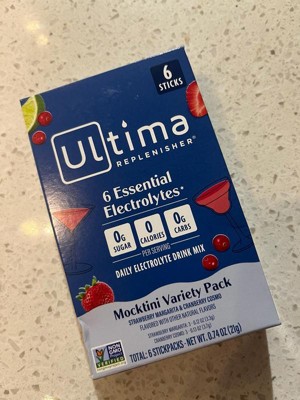 6
STICKS
Ultima
REPLENISHER®
6 Essential
Electrolytes*
0g
SUGAR
0
CALORIES
0g
CARBS
PER SERVING
DAILY ELECTROLYTE DRINK MIX
Mocktini Variety Pack
STRAWBERRY MARGARITA & CRANBERRY COSMO
FLAVORED WITH OTHER NATURAL FLAVORS
NON
GMO
TOTAL: 6 STICKPACKS • NET WT. 0.74 OZ (21g)